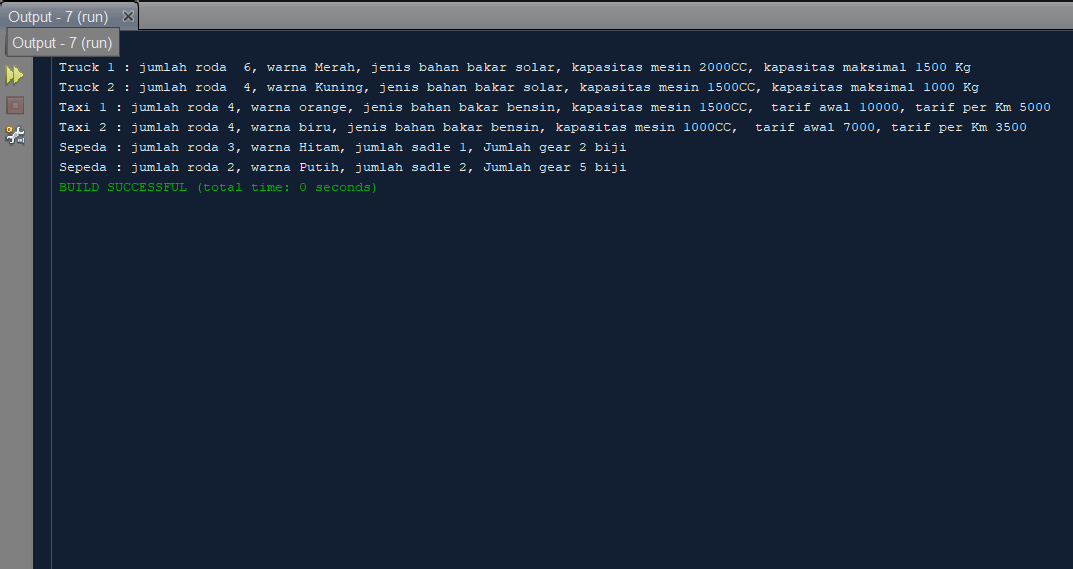 Output - 7 (run)
Output - 7 (run)
Truck 1 : jumlah roda  6, warna Merah, jenis bahan bakar solar, kapasitas mesin 2000CC, kapasitas maksimal 1500 Kg
Truck 2 : jumlah roda  4, warna Kuning, jenis bahan bakar solar, kapasitas mesin 1500CC, kapasitas maksimal 1000 Kg
Taxi 1 : jumlah roda 4, warna orange, jenis bahan bakar bensin, kapasitas mesin 1500CC,  tarif awal 10000, tarif per Km 5000
Taxi 2 : jumlah roda 4, warna biru, jenis bahan bakar bensin, kapasitas mesin 1000CC,  tarif awal 7000, tarif per Km 3500
Sepeda : jumlah roda 3, warna Hitam, jumlah sadle 1, Jumlah gear 2 biji
Sepeda : jumlah roda 2, warna Putih, jumlah sadle 2, Jumlah gear 5 biji
BUILD SUCCESSFUL (total time: 0 seconds)